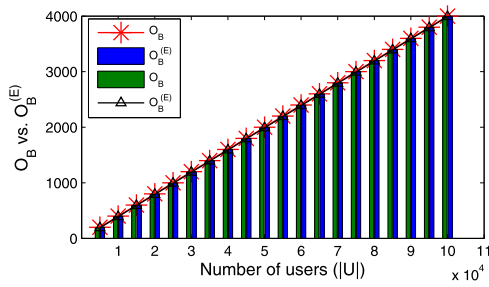 4000
3000
2000
1000
0
O_B vs. O_B^(E)
O_B
O_B^(E)
O_B
O_B^(E)
1 2 3 4 5 6 7 8 9 10 11
x 10^4
Number of users (|U|)